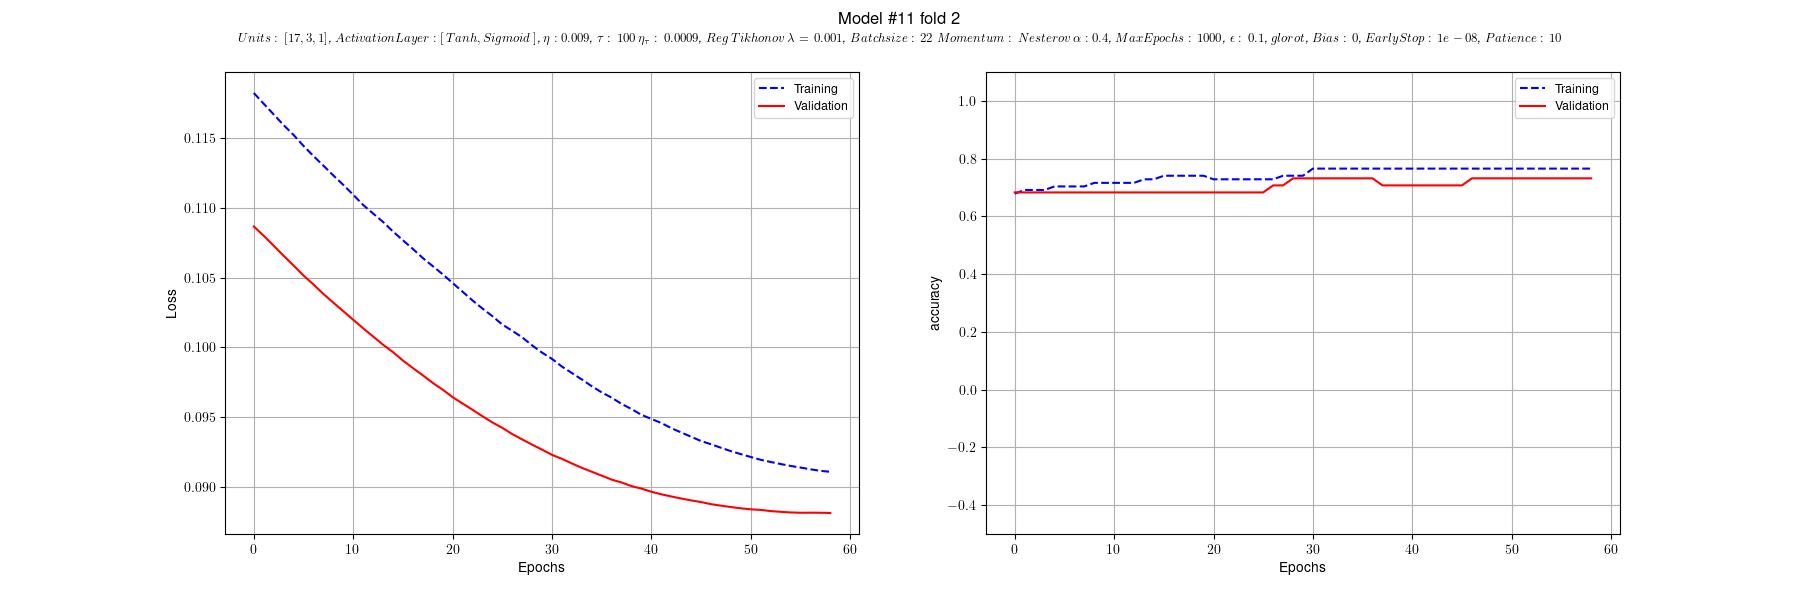 Model #11 fold 2
Units : [17, 3, 1], ActivationLayer : [ Tanh, Sigmoid ], η : 0.009, τ : 100 ητ : 0.0009, Reg Tikhonov λ = 0.001, Batchsize : 22 Momentum : Nesterov α : 0.4, MaxEpochs : 1000, ϵ : 0.1, glorot, Bias : 0, EarlyStop : 1e − 08, Patience : 10
Training
Validation
0.115
0.110
0.105
0.100
0.095
0.090
Loss
0 10 20 30 40 50 60
Epochs
Training
Validation
1.0
0.8
0.6
0.4
0.2
0.0
−0.2
−0.4
accuracy
0 10 20 30 40 50 60
Epochs